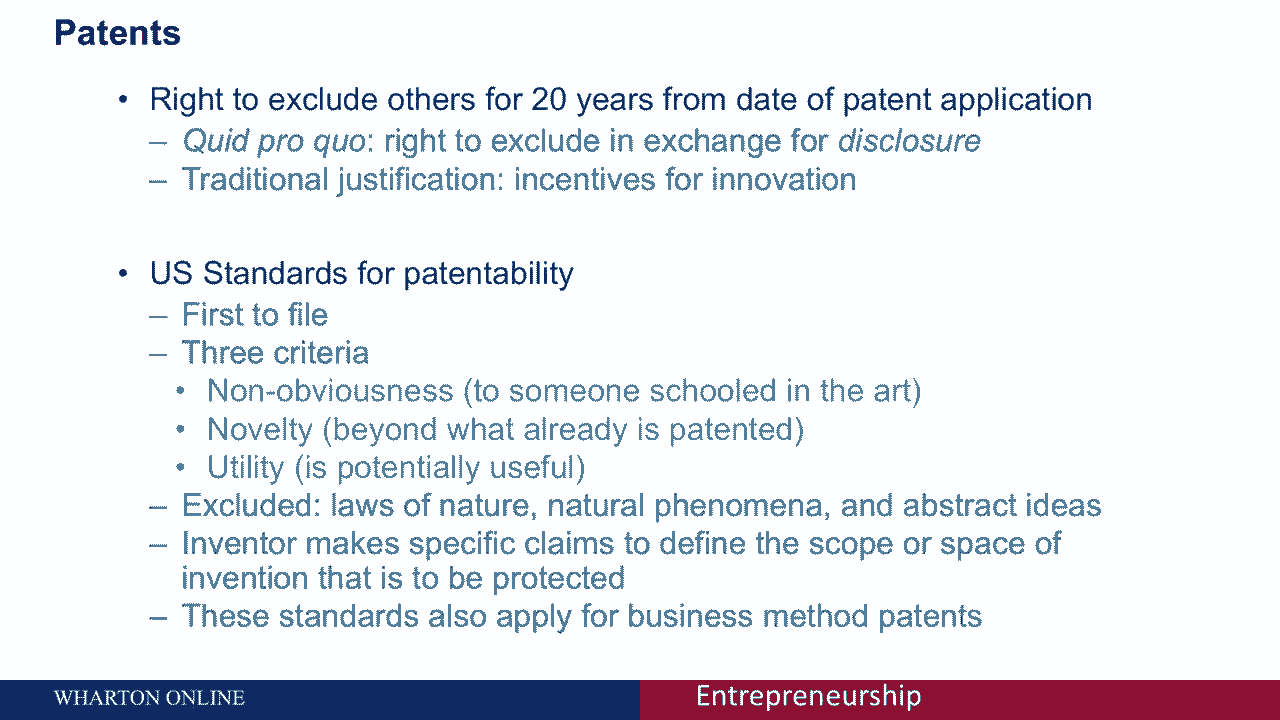 Patents
• Right to exclude others for 20 years from date of patent application
– Quid pro quo: right to exclude in exchange for disclosure
– Traditional justification: incentives for innovation
• US Standards for patentability
– First to file
– Three criteria
• Non-obviousness (to someone schooled in the art)
• Novelty (beyond what already is patented)
• Utility (is potentially useful)
– Excluded: laws of nature, natural phenomena, and abstract ideas
– Inventor makes specific claims to define the scope or space of
invention that is to be protected
– These standards also apply for business method patents
WHARTON ONLINE
Entrepreneurship